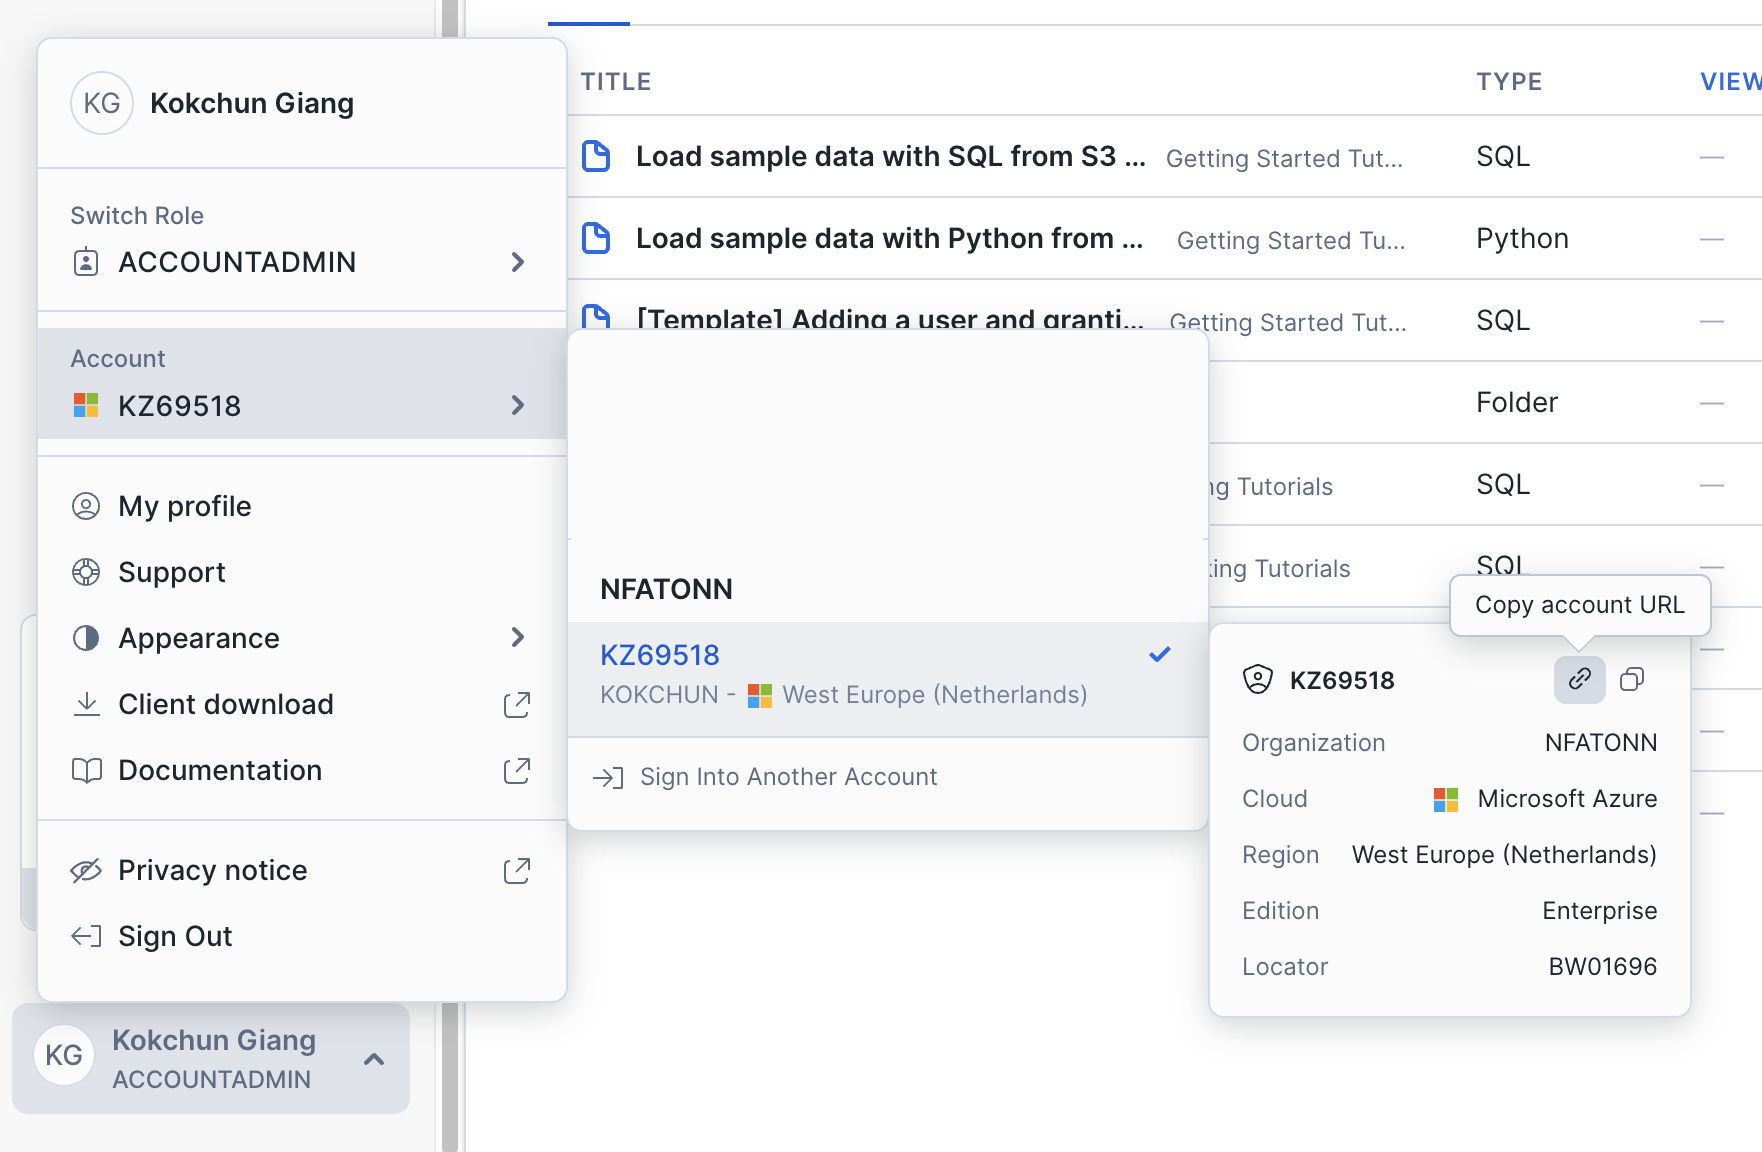 KG Kokchun Giang
Switch Role
ACCOUNTADMIN
Account
KZ69518
My profile
Support
Appearance
Client download
Documentation
Privacy notice
Sign Out
KG Kokchun Giang
ACCOUNTADMIN
TITLE TYPE VIEW
Load sample data with SQL from S3 ... Getting Started Tut... SQL —
Load sample data with Python from ... Getting Started Tu... Python —
[Template] Adding a user and granti... Getting Started Tut... SQL —
Folder —
ng Tutorials SQL —
king Tutorials SQL —
NFATONN
KZ69518
KOKCHUN - West Europe (Netherlands)
Sign Into Another Account
Copy account URL
KZ69518
Organization NFATONN
Cloud Microsoft Azure
Region West Europe (Netherlands)
Edition Enterprise
Locator BW01696